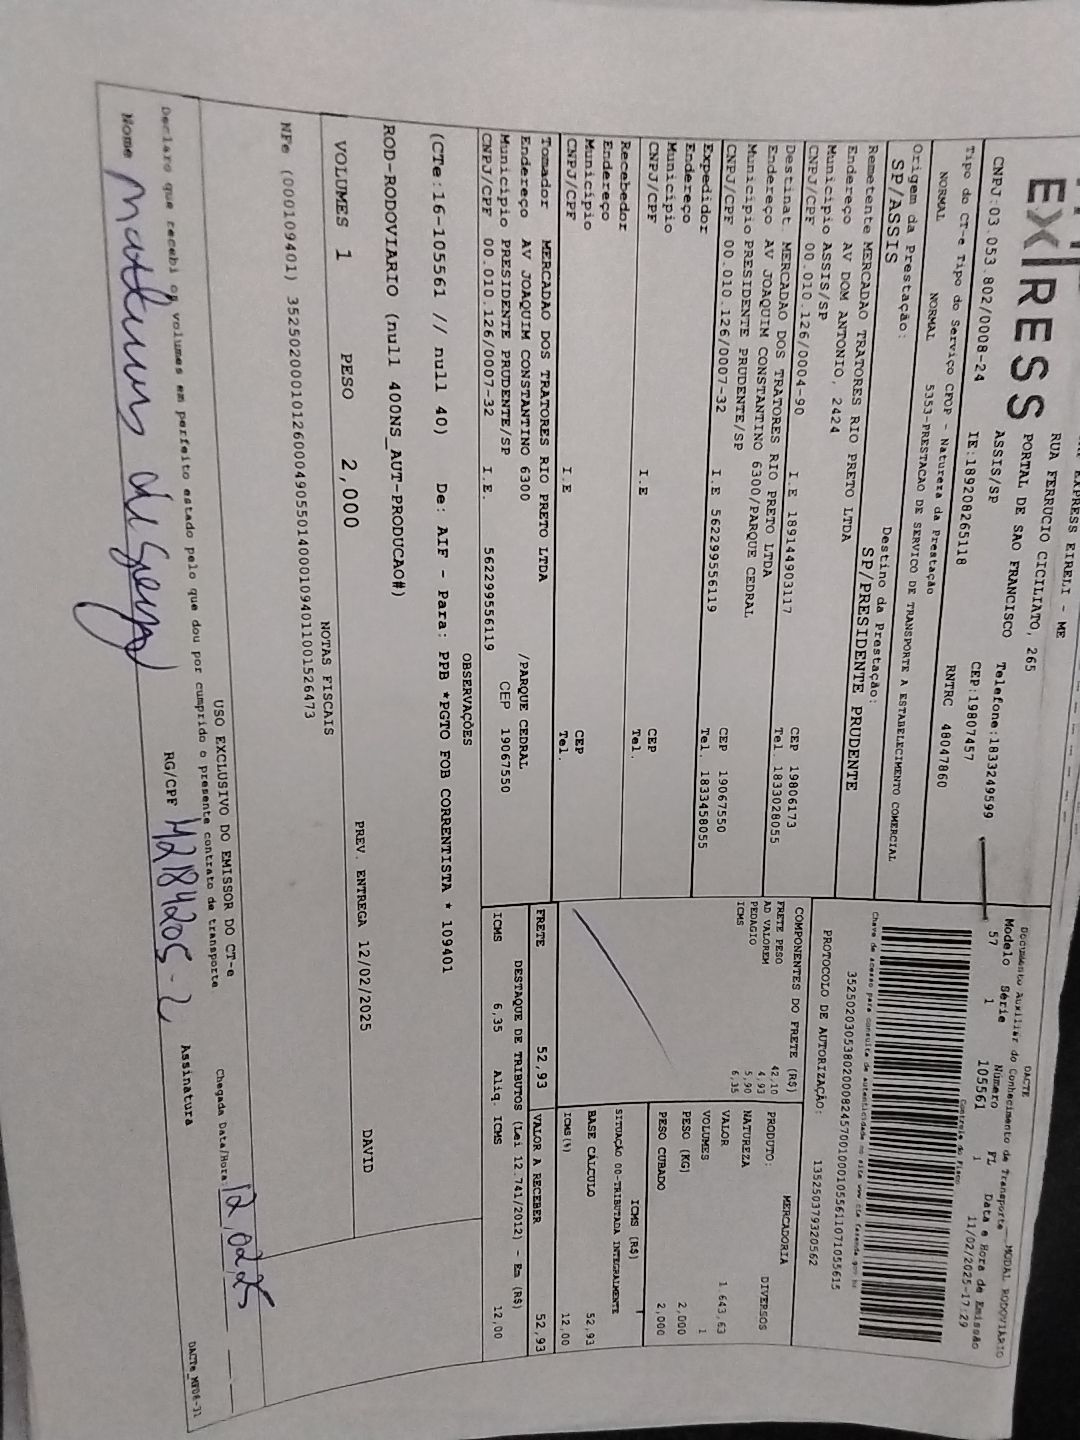 EXPRESS EIRELI - ME
RUA FERRUCIO CICILIATO, 265
PORTAL DE SAO FRANCISCO Telefone:1833249599
ASSIS/SP CEP:19807457
CNPJ:03.053.802/0008-24 IE:189208265118
Tipo do CT-e Tipo do Serviço CFOP - Natureza da Prestação RNTRC 48047860
NORMAL NORMAL 5353-PRESTACAO DE SERVICO DE TRANSPORTE A ESTABELECIMENTO COMERCIAL
Origem da Prestação: Destino da Prestação:
SP/ASSIS SP/PRESIDENTE PRUDENTE
DACTE
Documento Auxiliar do Conhecimento de Transporte MODAL RODOVIÁRIO
Modelo Série Número FL Data e Hora de Emissão
57 1 105561 1 11/02/2025-17:29
Controle do Fisco
Chave de acesso para consulta de autenticidade no site www.cte.fazenda.gov.br
PROTOCOLO DE AUTORIZAÇÃO: 135250379320562
Remetente MERCADAO TRATORES RIO PRETO LTDA
Endereço AV DOM ANTONIO, 2424
Município ASSIS/SP CEP 19806173
CNPJ/CPF 00.010.126/0004-90 I.E 189144903117 Tel. 1833028055
Destinat. MERCADAO DOS TRATORES RIO PRETO LTDA
Endereço AV JOAQUIM CONSTANTINO 6300/PARQUE CEDRAL
Município PRESIDENTE PRUDENTE/SP CEP 19067550
CNPJ/CPF 00.010.126/0007-32 I.E 562299556119 Tel. 1833458055
Expedidor
Endereço
Município CEP
CNPJ/CPF I.E Tel.
Recebedor
Endereço
Município CEP
CNPJ/CPF I.E Tel.
Tomador MERCADAO DOS TRATORES RIO PRETO LTDA
Endereço AV JOAQUIM CONSTANTINO 6300 /PARQUE CEDRAL
Município PRESIDENTE PRUDENTE/SP CEP 19067550
CNPJ/CPF 00.010.126/0007-32 I.E. 562299556119
COMPONENTES DO FRETE (R$)
FRETE PESO 42,10
AD VALOREM 4,93
PEDAGIO 5,90
ICMS 6,35
MERCADORIA
PRODUTO: DIVERSOS
NATUREZA
VALOR 1.643,63
VOLUMES 1
PESO (KG) 2,000
PESO CUBADO 2,000
ICMS (R$)
SITUAÇÃO 00-TRIBUTADA INTEGRALMENTE
BASE CÁLCULO 52,93
ICMS(%) 12,00
FRETE 52,93 VALOR A RECEBER 52,93
DESTAQUE DE TRIBUTOS (Lei 12.741/2012) - Em (R$)
ICMS 6,35 Aliq. ICMS 12,00
OBSERVAÇÕES
(CTe:16-105561 // null 40) De: AIF - Para: PPB *PGTO FOB CORRENTISTA * 109401
ROD-RODOVIARIO (null 400NS_AUT-PRODUCAO#)
VOLUMES 1 PESO 2,000 PREV. ENTREGA 12/02/2025 DAVID
NOTAS FISCAIS
NFe (000109401) 35250200010126000490550140001094011001526473
USO EXCLUSIVO DO EMISSOR DO CT-e
Declaro que recebi os volumes em perfeito estado pelo que dou por cumprido o presente contrato de transporte
Chegada Data/Hora 12,02,25
Nome RG/CPF 42184205-2 Assinatura
DACTe_MT08-31